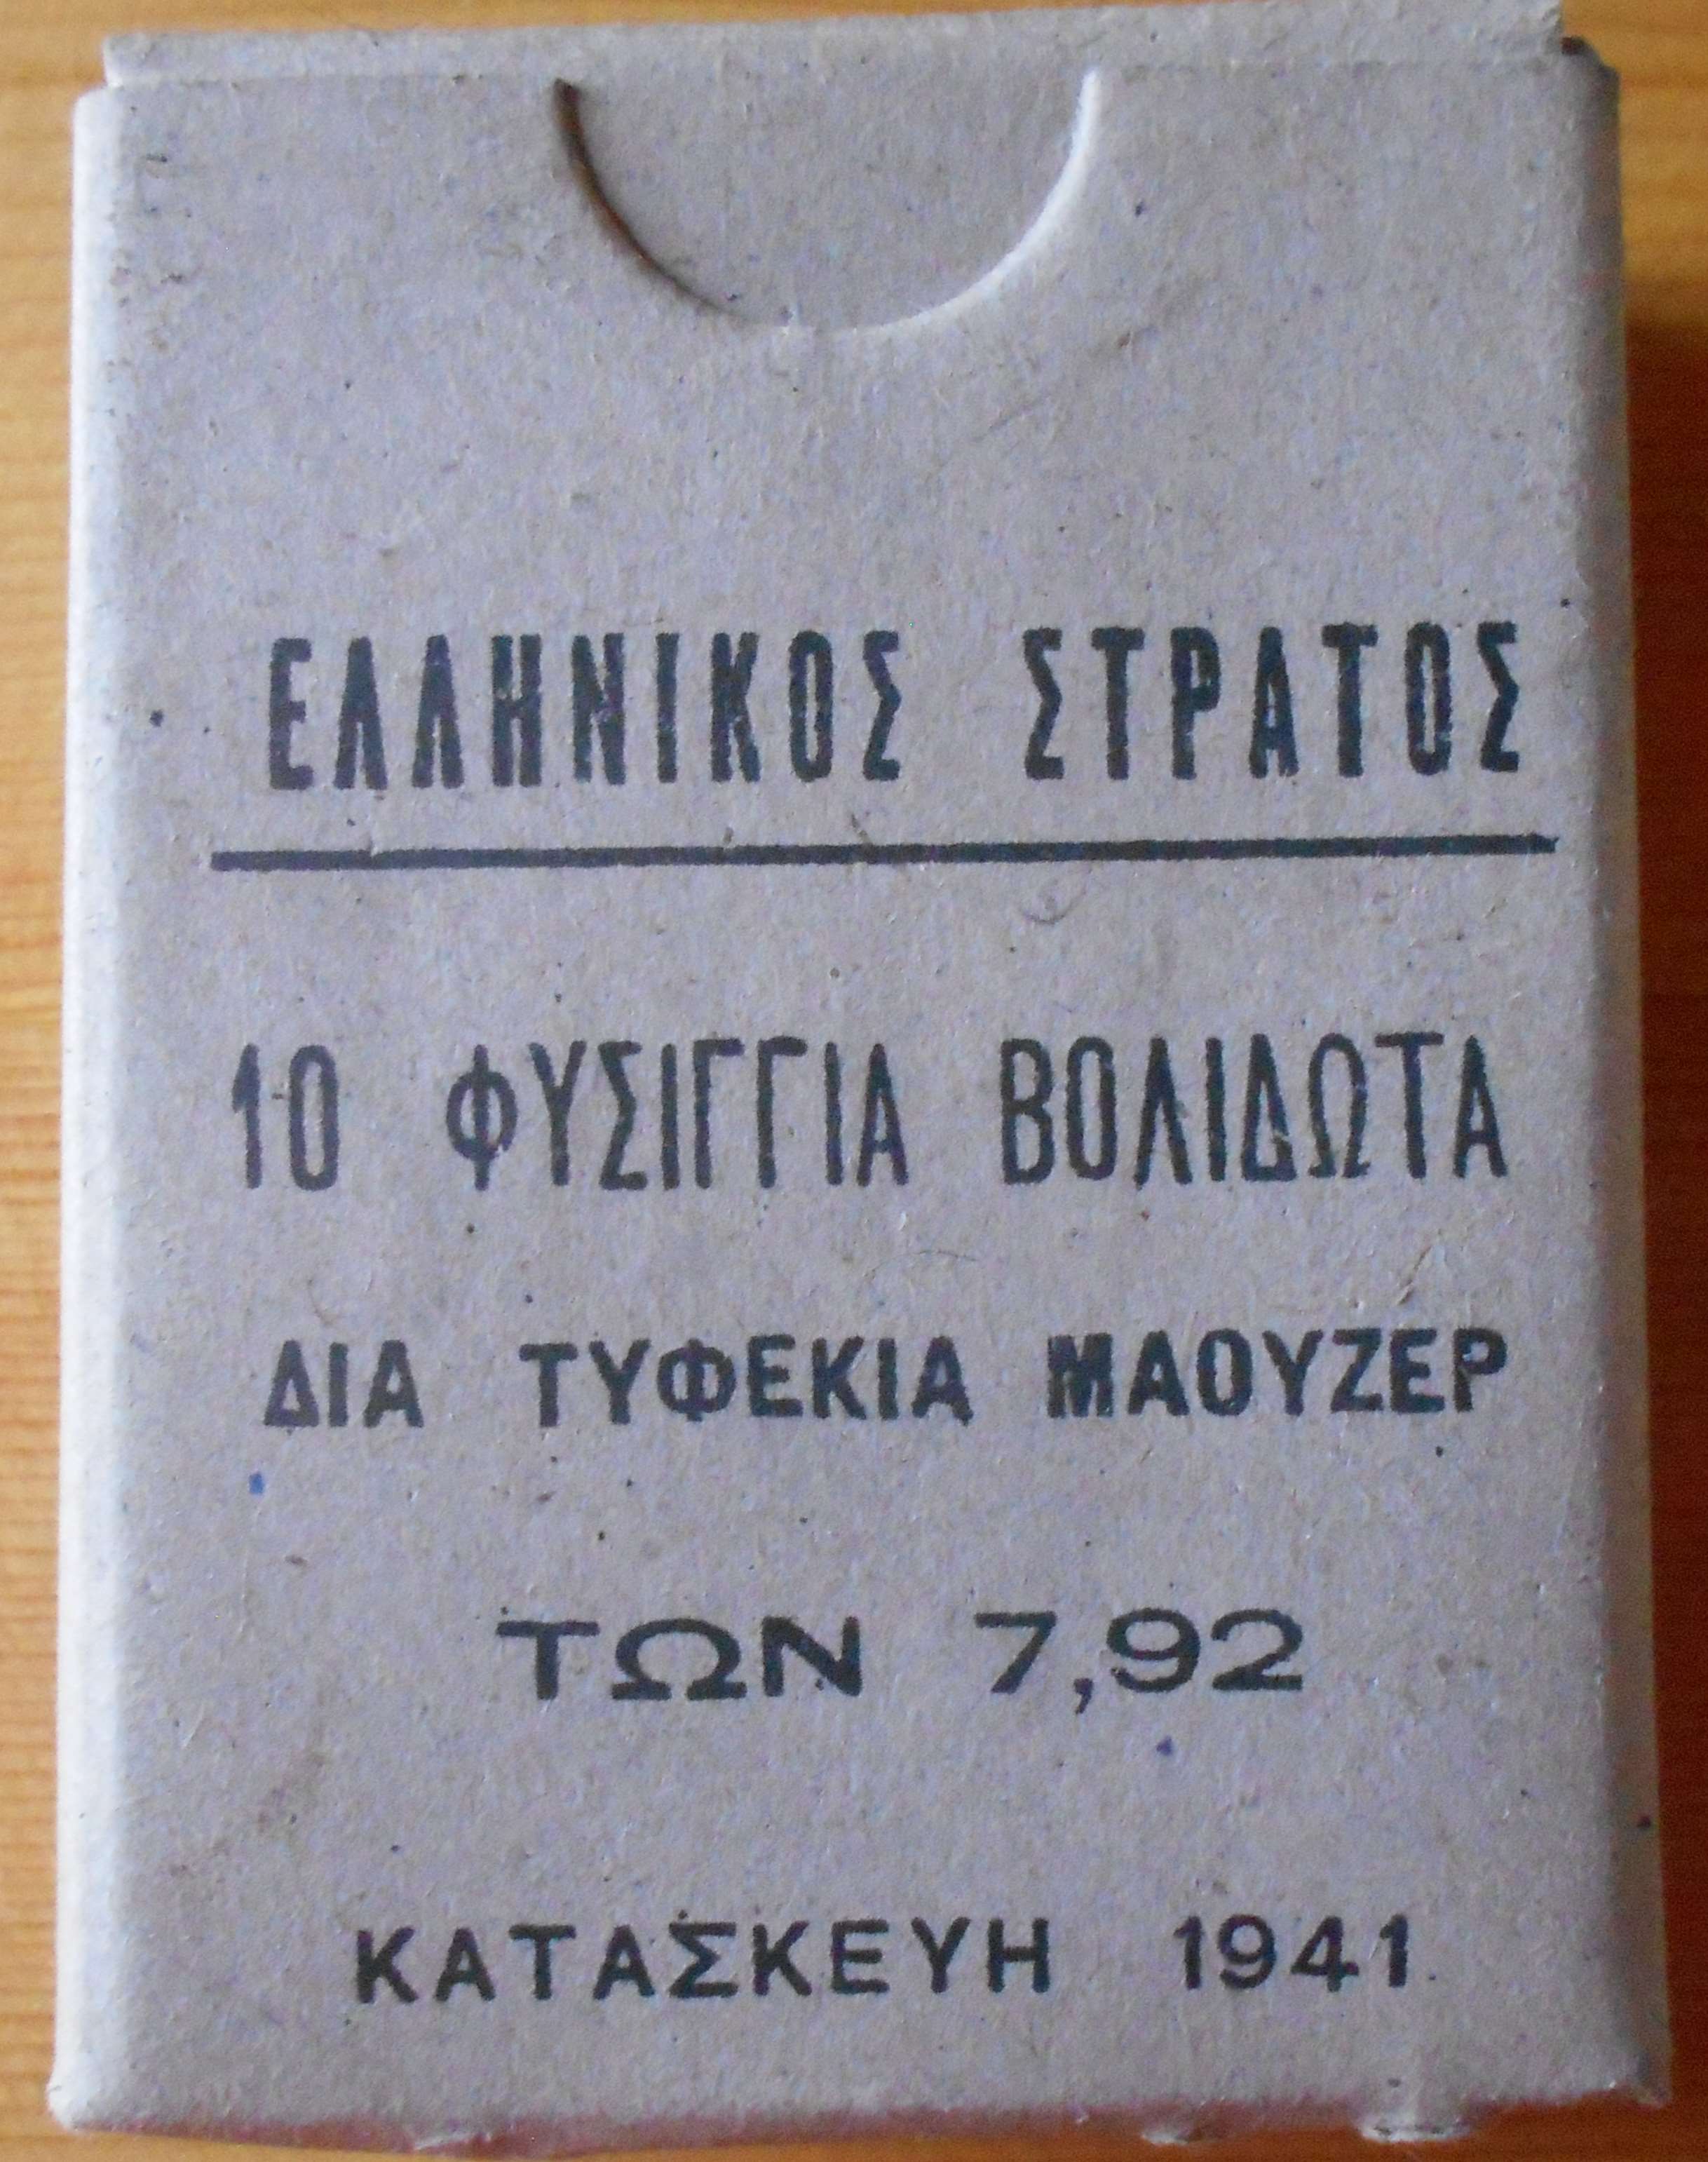 ΕΛΛΗΝΙΚΟΣ ΣΤΡΑΤΟΣ
10 ΦΥΣΙΓΓΙΑ ΒΟΛΙΔΩΤΑ
ΔΙΑ ΤΥΦΕΚΙΑ ΜΑΟΥΖΕΡ
ΤΩΝ 7,92
ΚΑΤΑΣΚΕΥΗ 1941